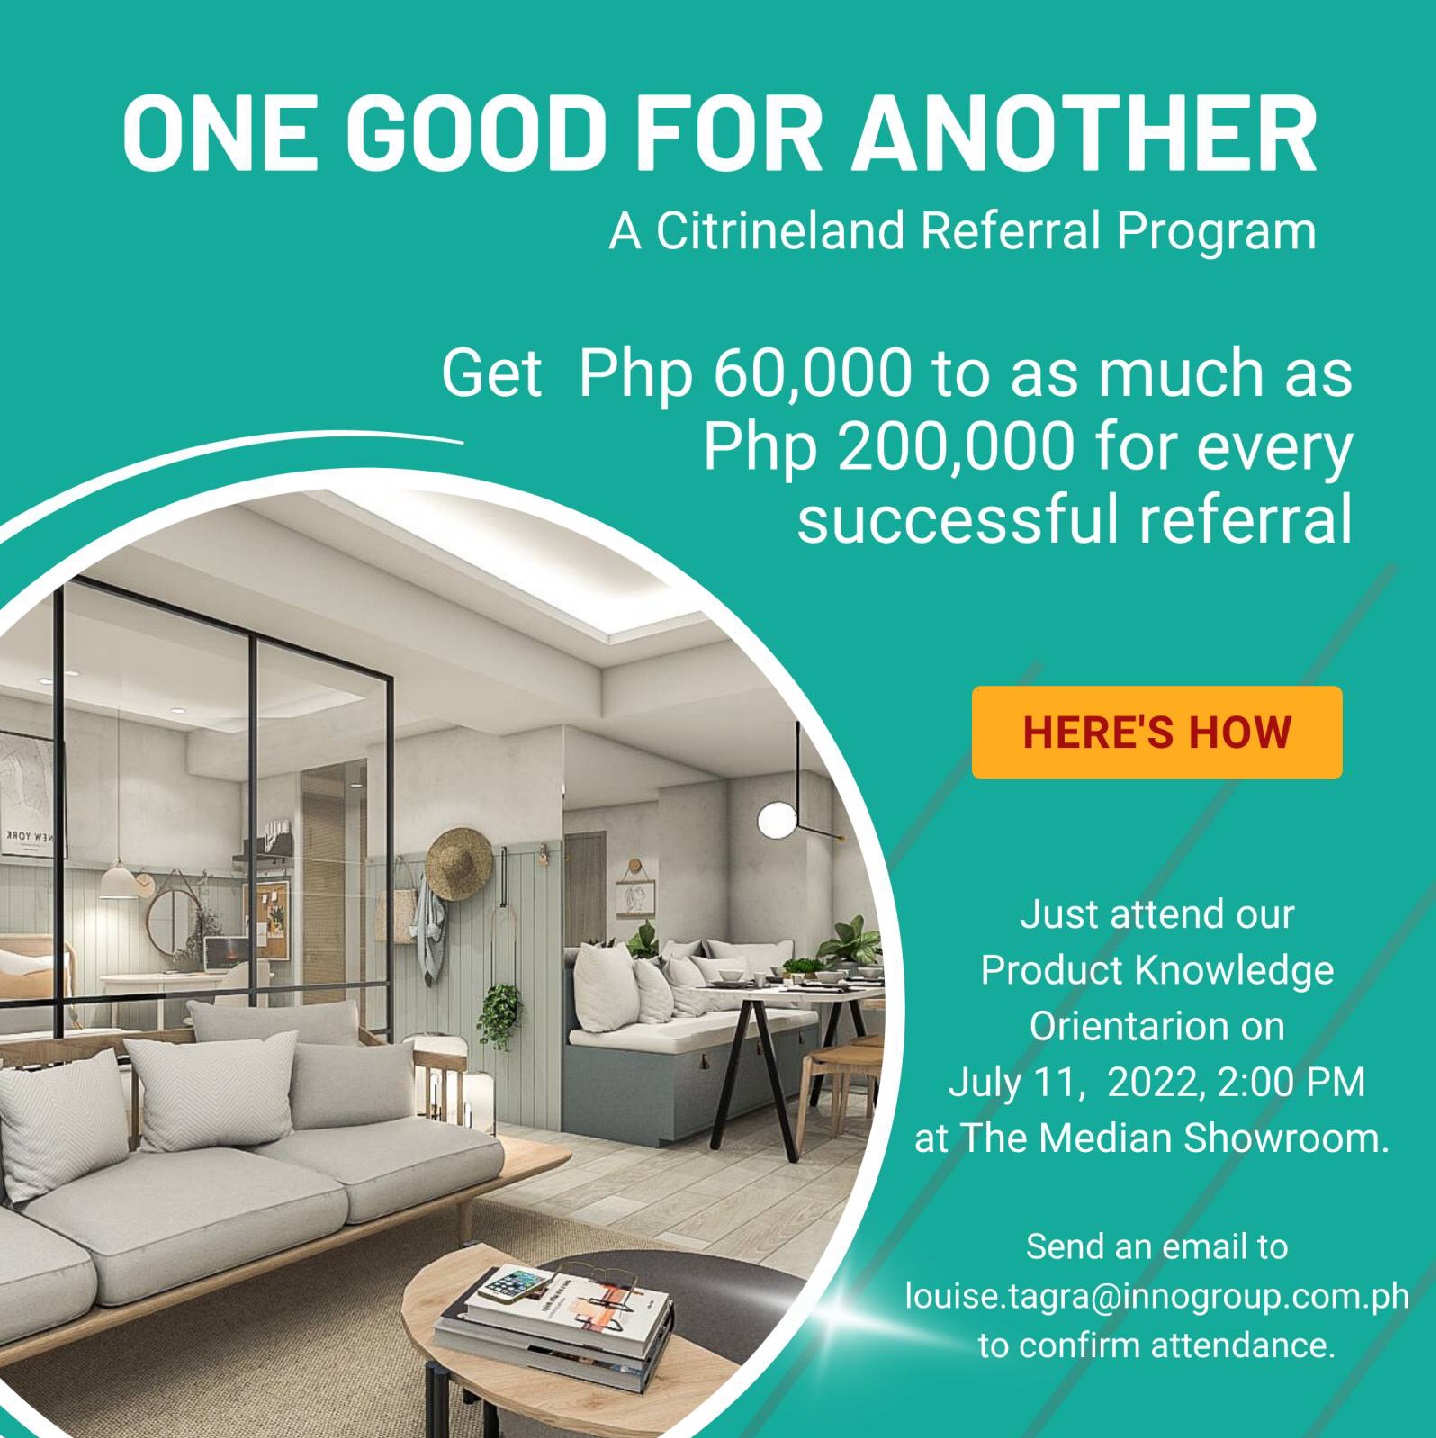 ONE GOOD FOR ANOTHER
A Citrineland Referral Program
Get Php 60,000 to as much as
Php 200,000 for every
successful referral
HERE'S HOW
NEW YORK
Just attend our
Product Knowledge
Orientarion on
July 11, 2022, 2:00 PM
at The Median Showroom.
Send an email to
louise.tagra@innogroup.com.ph
to confirm attendance.